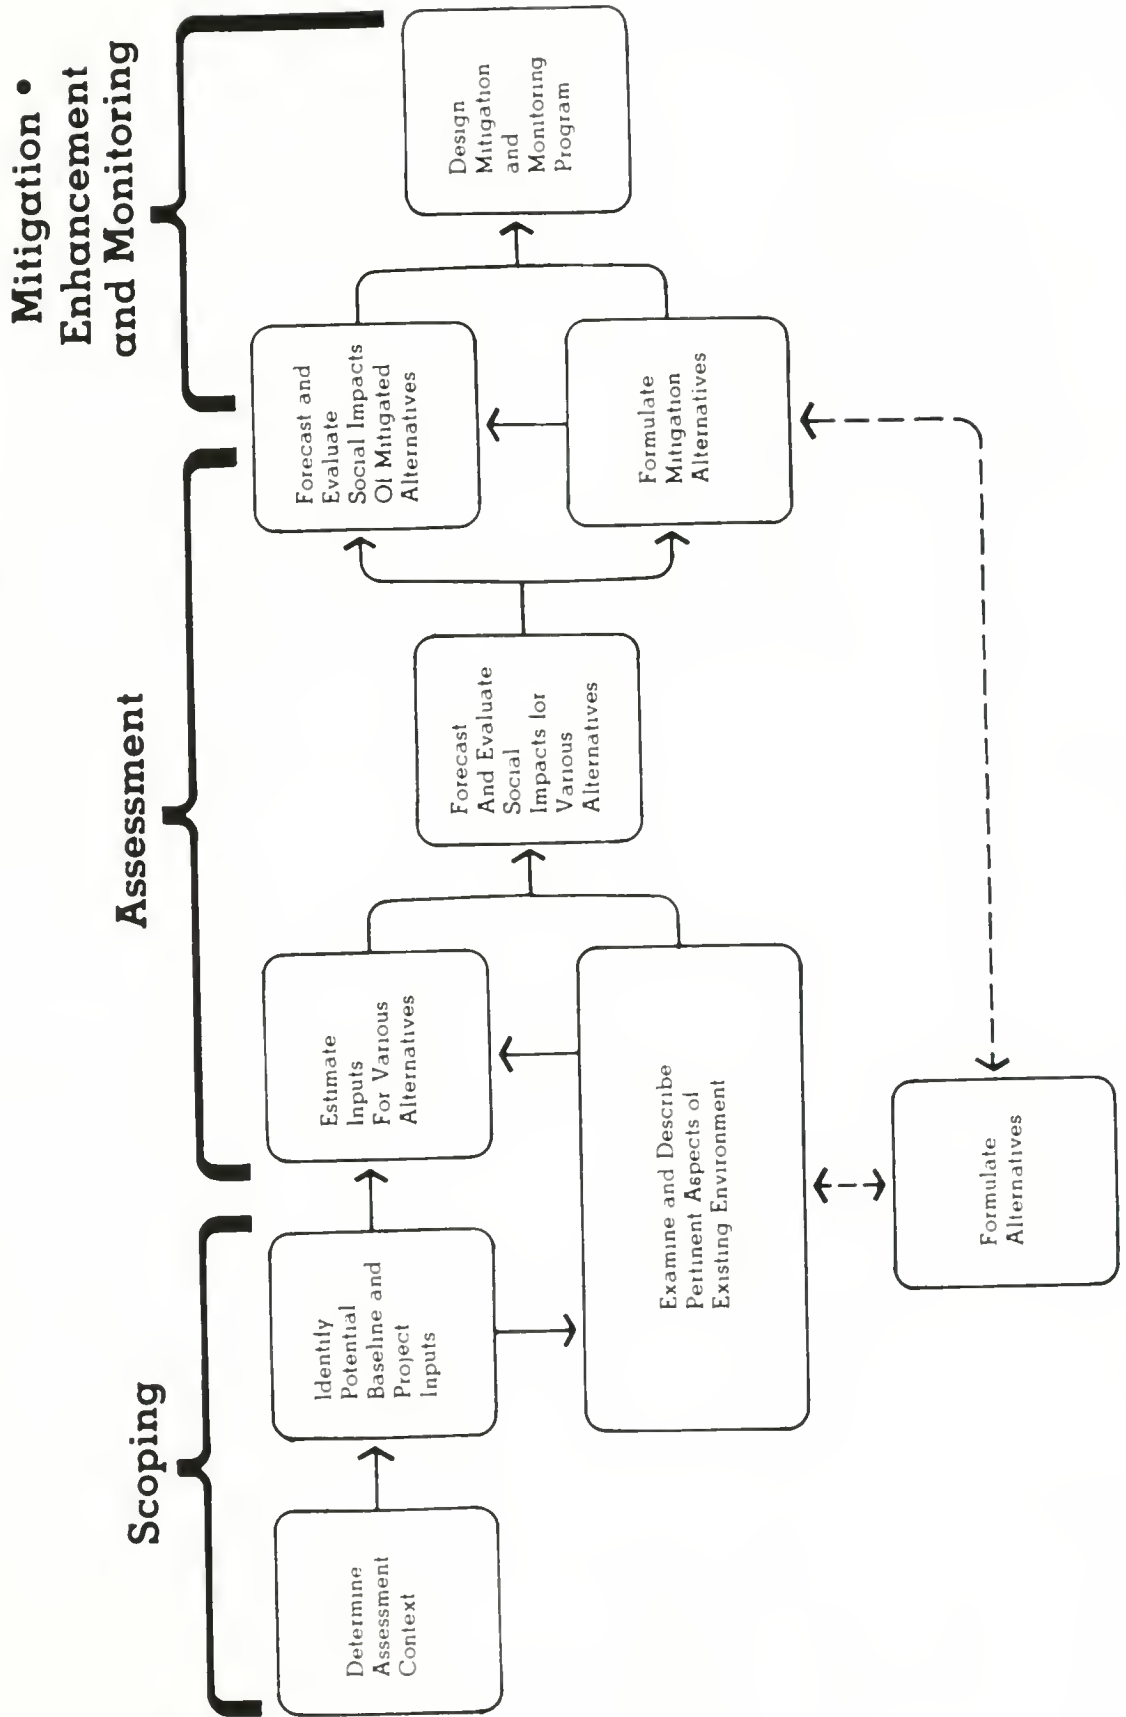 Scoping
Assessment
Mitigation •
Enhancement
and Monitoring
Determine
Assessment
Context
Identify
Potential
Baseline and
Project
Inputs
Estimate
Inputs
For Various
Alternatives
Examine and Describe
Pertinent Aspects of
Existing Environment
Formulate
Alternatives
Forecast
And Evaluate
Social
Impacts for
Various
Alternatives
Forecast and
Evaluate
Social Impacts
Of Mitigated
Alternatives
Formulate
Mitigation
Alternatives
Design
Mitigation
and
Monitoring
Program